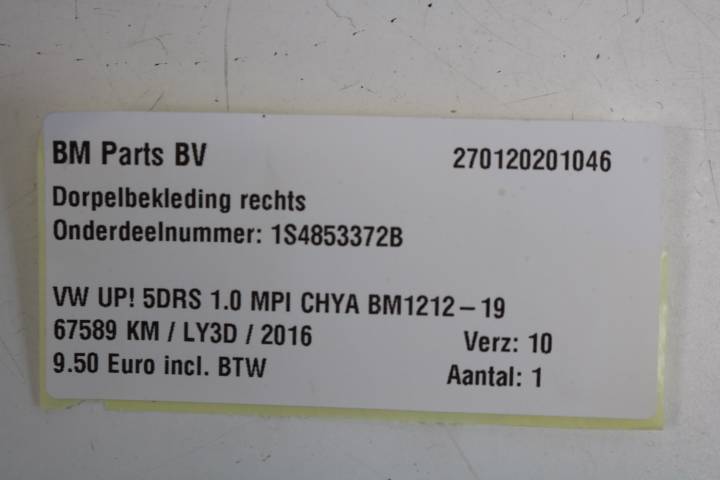 BM Parts BV 270120201046
Dorpelbekleding rechts
Onderdeelnummer: 1S4853372B
VW UP! 5DRS 1.0 MPI CHYA BM1212-19
67589 KM / LY3D / 2016 Verz: 10
9.50 Euro incl. BTW Aantal: 1